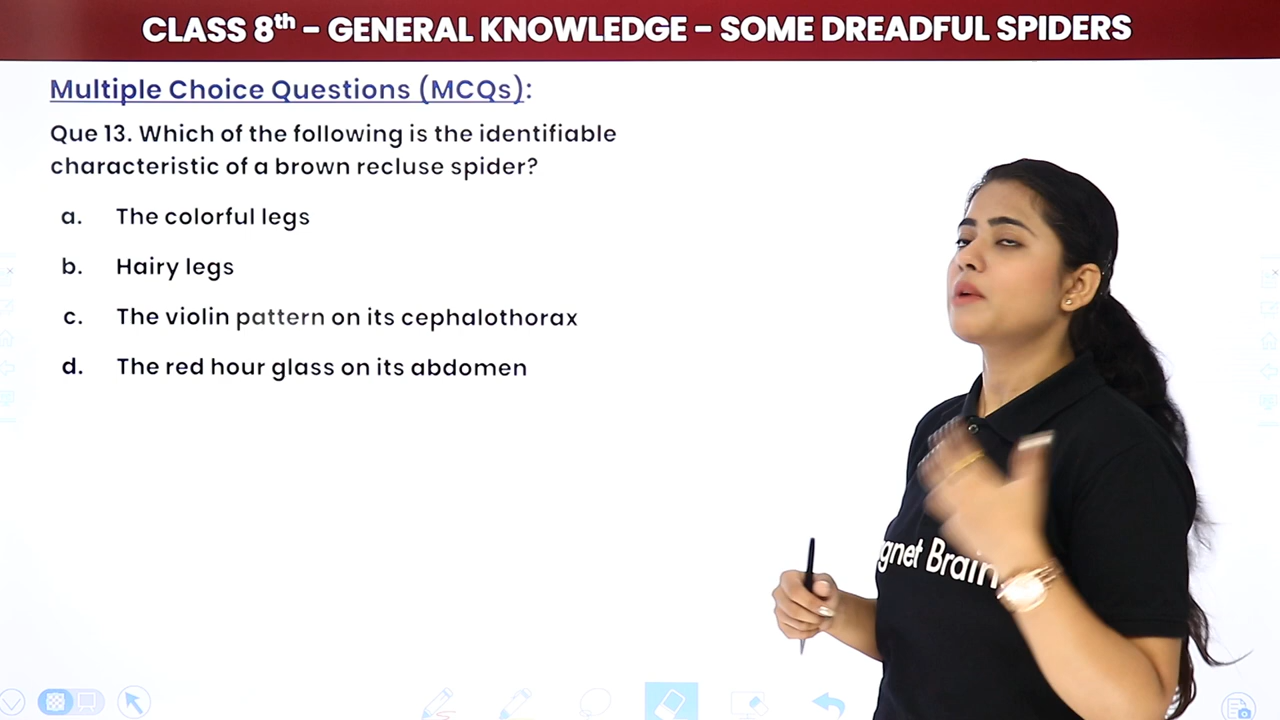 CLASS 8th - GENERAL KNOWLEDGE - SOME DREADFUL SPIDERS
Multiple Choice Questions (MCQs):
Que 13. Which of the following is the identifiable
characteristic of a brown recluse spider?
a. The colorful legs
b. Hairy legs
c. The violin pattern on its cephalothorax
d. The red hour glass on its abdomen
gnet Brain